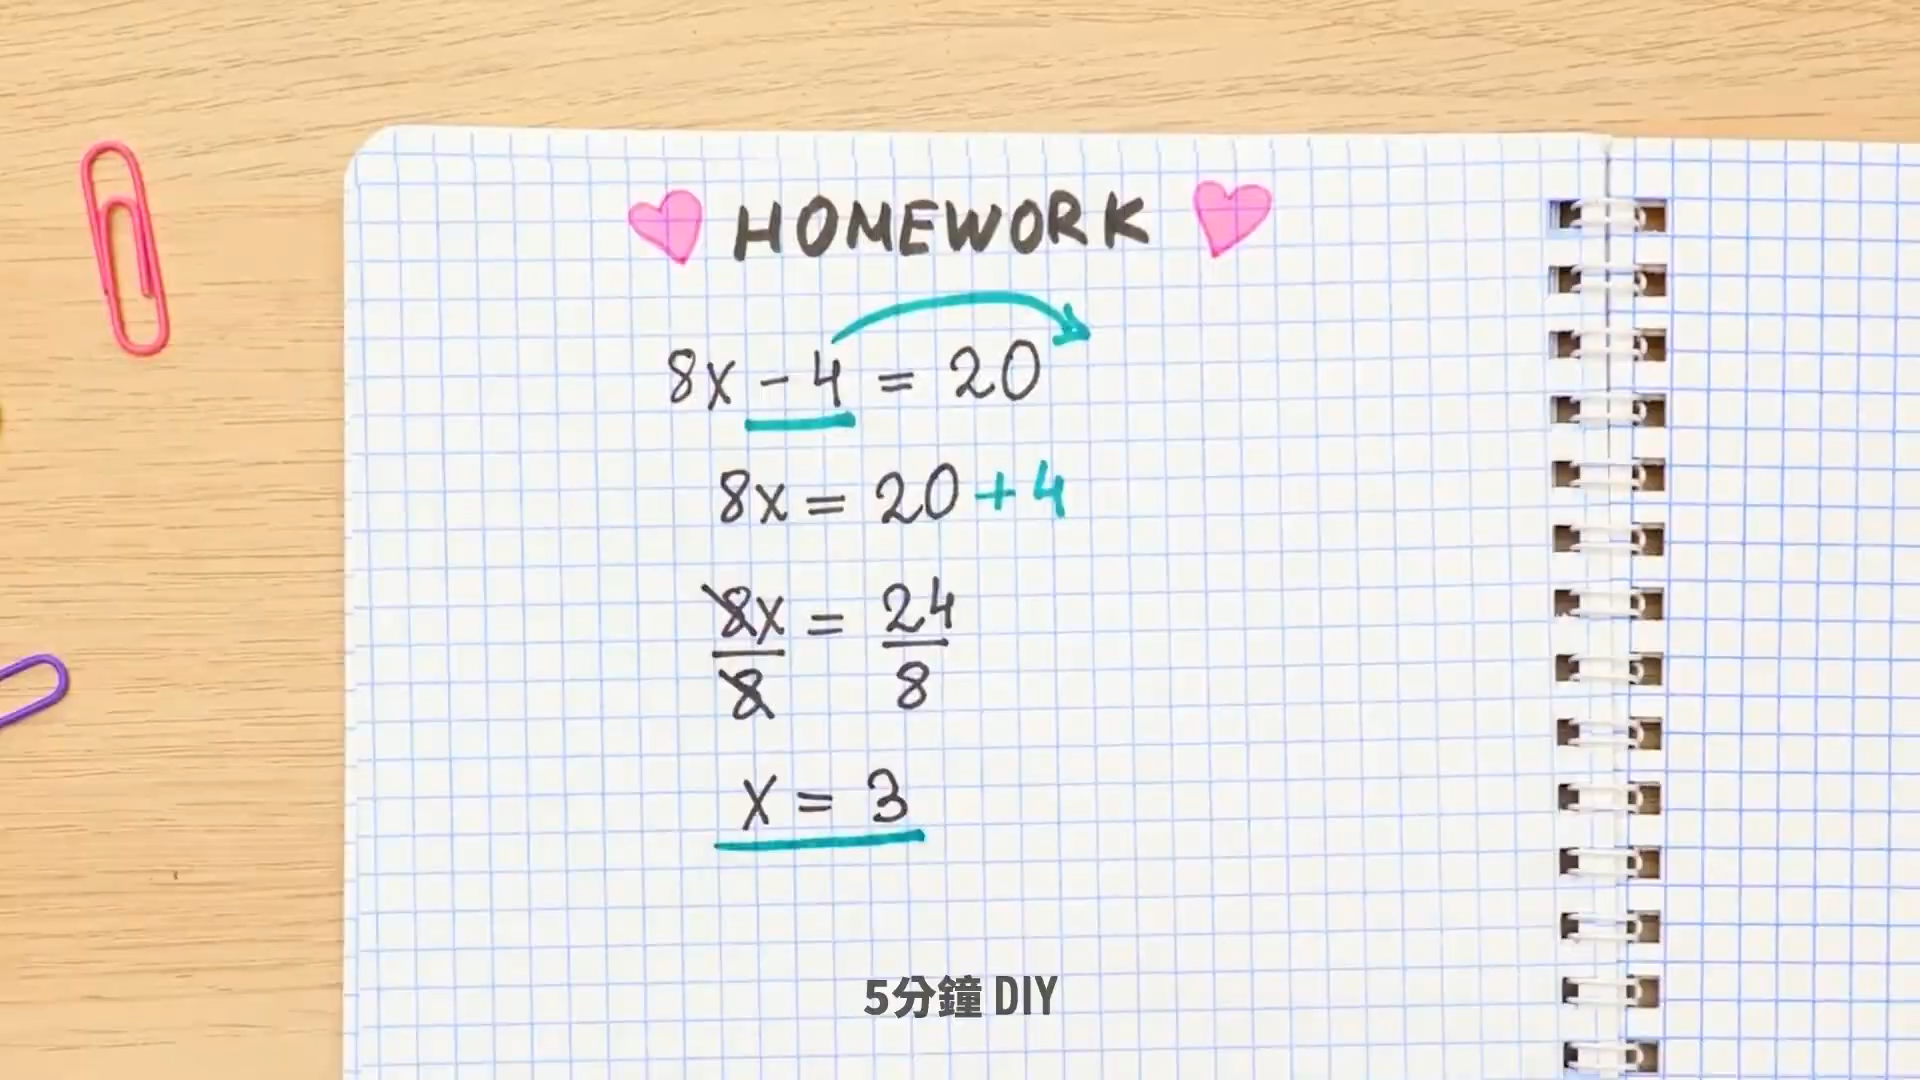 HOMEWORK
8x - 4 = 20
8x = 20 + 4
8x/8 = 24/8
x = 3
5分鐘 DIY